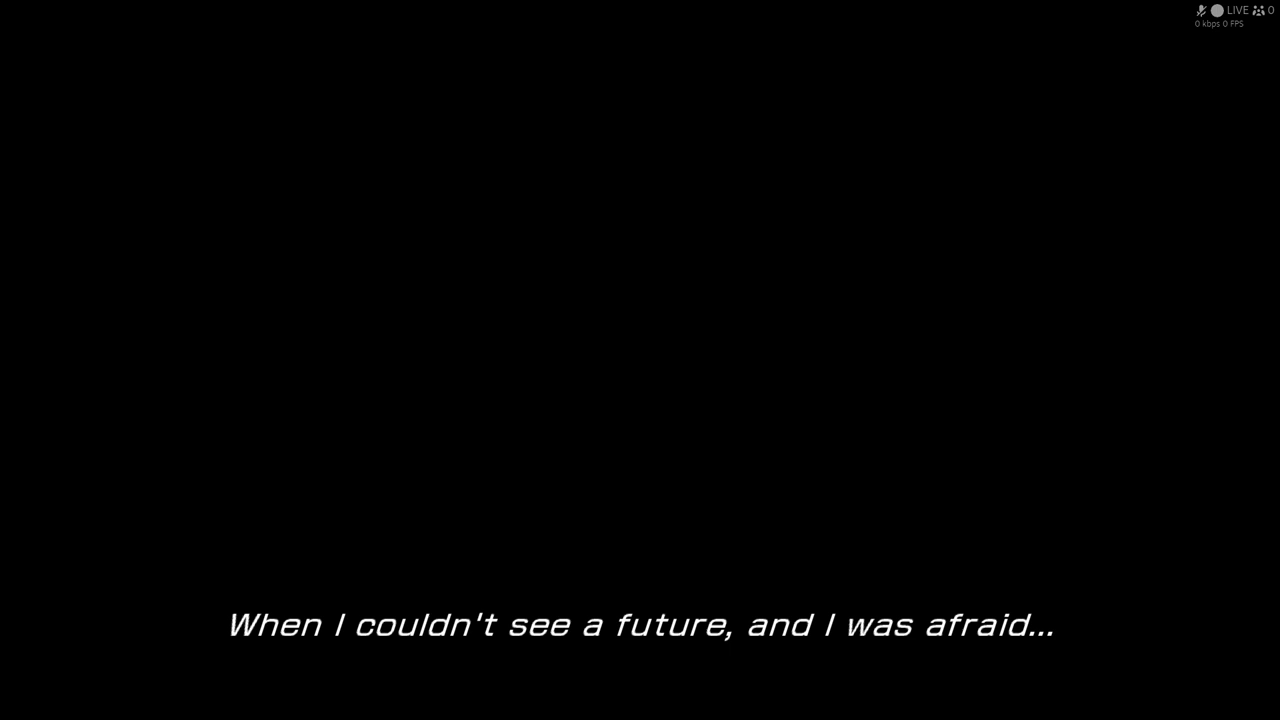 LIVE 0
0 kbps 0 FPS
When I couldn't see a future, and I was afraid...